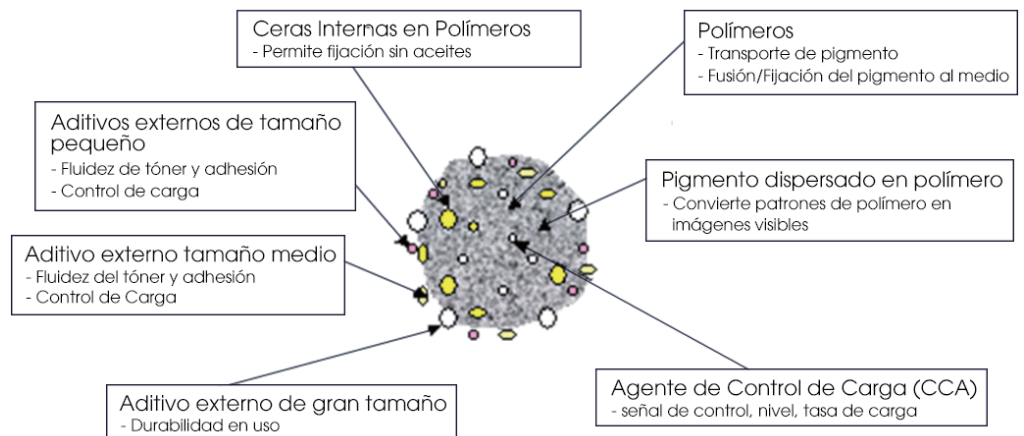 Ceras Internas en Polímeros
- Permite fijación sin aceites
Polímeros
- Transporte de pigmento
- Fusión/Fijación del pigmento al medio
Aditivos externos de tamaño
pequeño
- Fluidez de tóner y adhesión
- Control de carga
Pigmento dispersado en polímero
- Convierte patrones de polímero en
imágenes visibles
Aditivo externo tamaño medio
- Fluidez del tóner y adhesión
- Control de Carga
Aditivo externo de gran tamaño
- Durabilidad en uso
Agente de Control de Carga (CCA)
- señal de control, nivel, tasa de carga